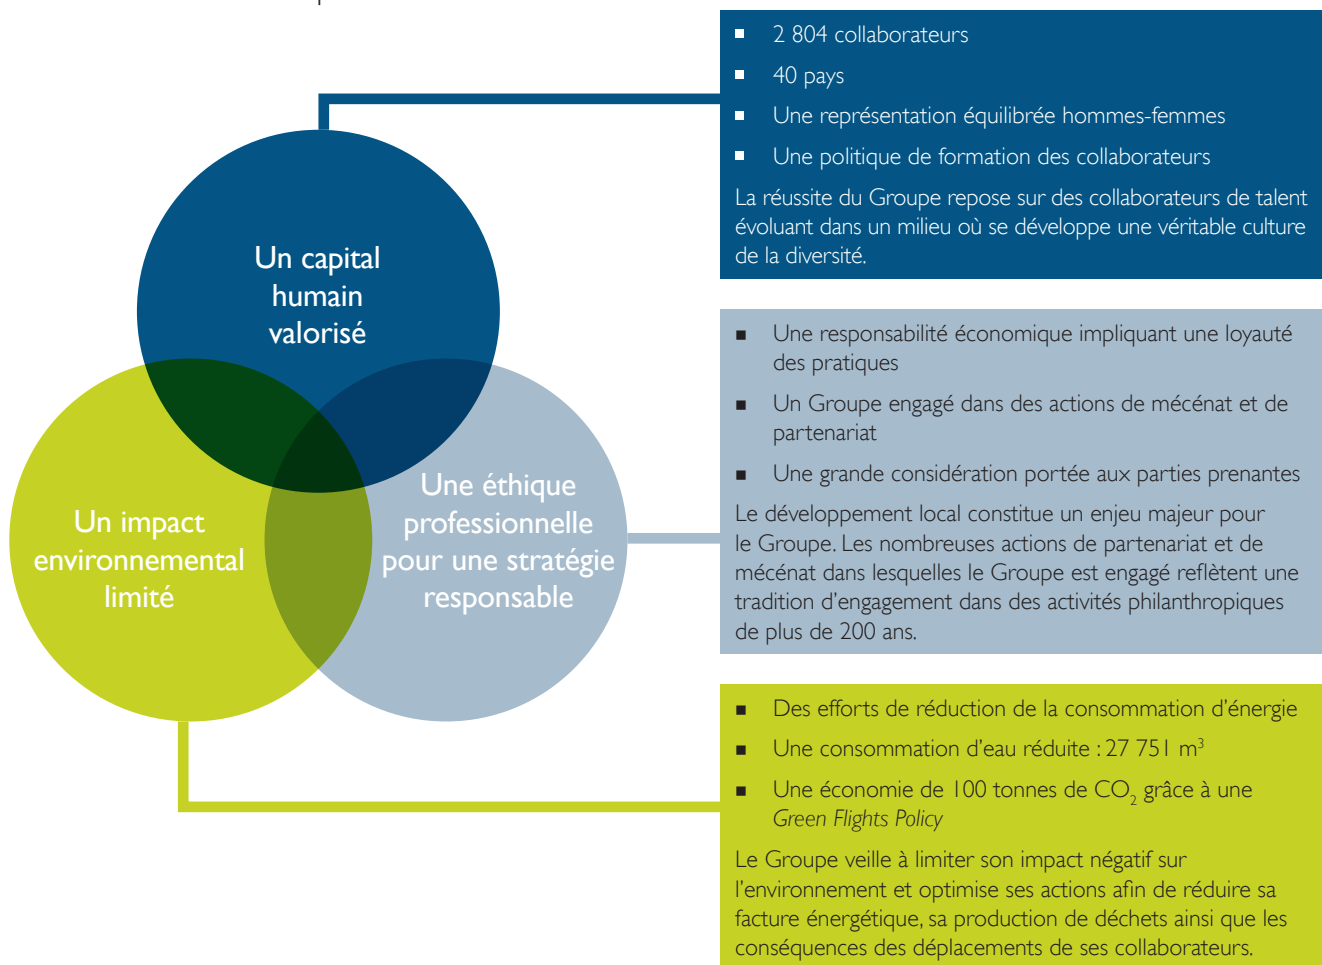 Un capital
humain
valorisé
Un impact
environnemental
limité
Une éthique
professionnelle
pour une stratégie
responsable
▪ 2 804 collaborateurs
▪ 40 pays
▪ Une représentation équilibrée hommes-femmes
▪ Une politique de formation des collaborateurs
La réussite du Groupe repose sur des collaborateurs de talent
évoluant dans un milieu où se développe une véritable culture
de la diversité.
▪ Une responsabilité économique impliquant une loyauté
des pratiques
▪ Un Groupe engagé dans des actions de mécénat et de
partenariat
▪ Une grande considération portée aux parties prenantes
Le développement local constitue un enjeu majeur pour
le Groupe. Les nombreuses actions de partenariat et de
mécénat dans lesquelles le Groupe est engagé reflètent une
tradition d’engagement dans des activités philanthropiques
de plus de 200 ans.
▪ Des efforts de réduction de la consommation d’énergie
▪ Une consommation d’eau réduite : 27 751 m³
▪ Une économie de 100 tonnes de CO₂ grâce à une
Green Flights Policy
Le Groupe veille à limiter son impact négatif sur
l’environnement et optimise ses actions afin de réduire sa
facture énergétique, sa production de déchets ainsi que les
conséquences des déplacements de ses collaborateurs.